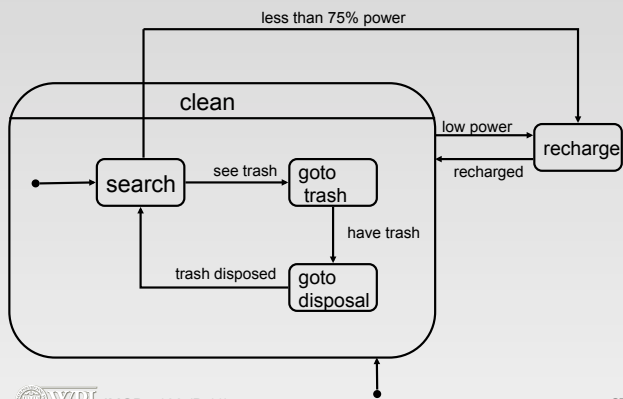 less than 75% power
clean
low power
recharge
recharged
search
see trash
goto
trash
have trash
trash disposed
goto
disposal
WPI